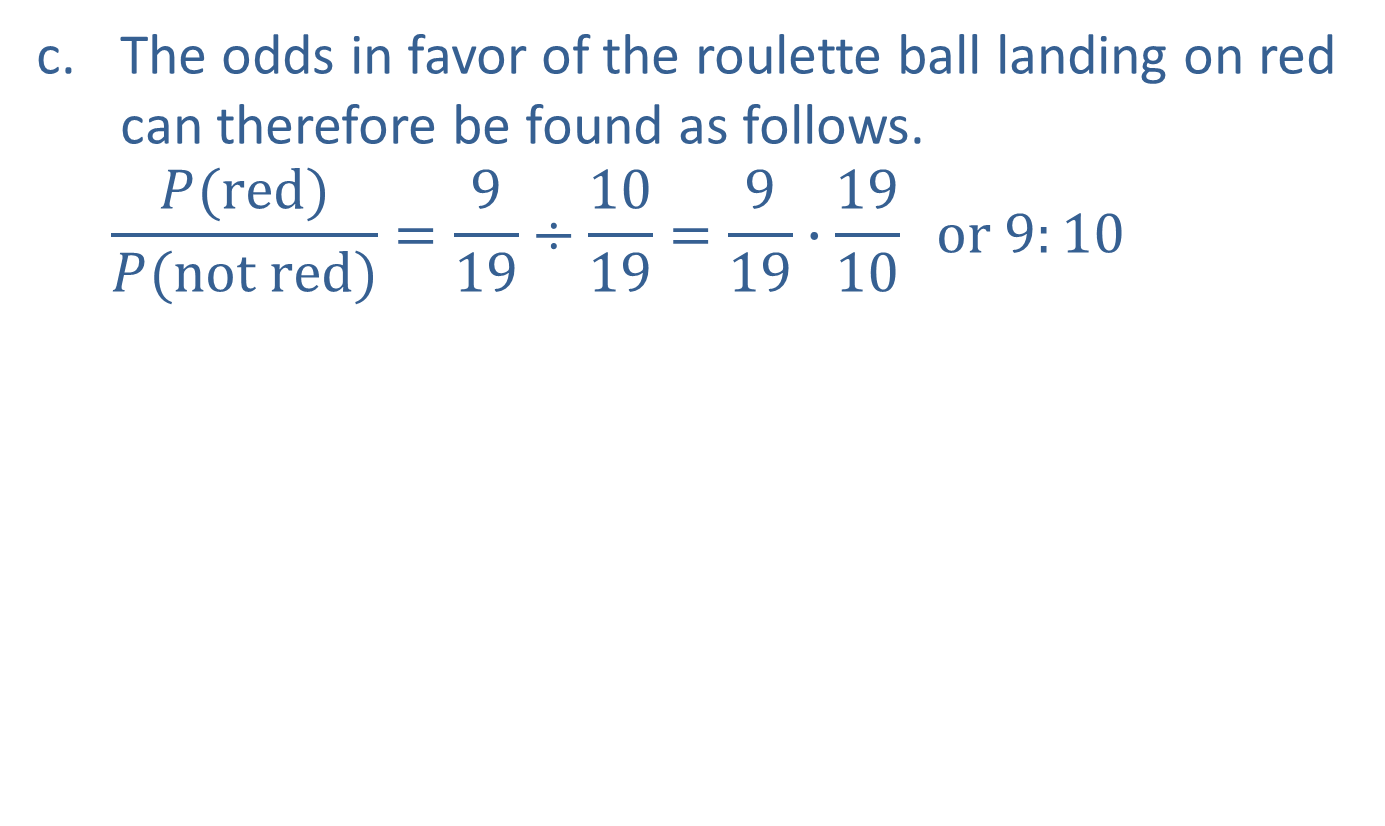 c. The odds in favor of the roulette ball landing on red
can therefore be found as follows.
P(red)/P(not red) = 9/19 ÷ 10/19 = 9/19 · 19/10 or 9: 10